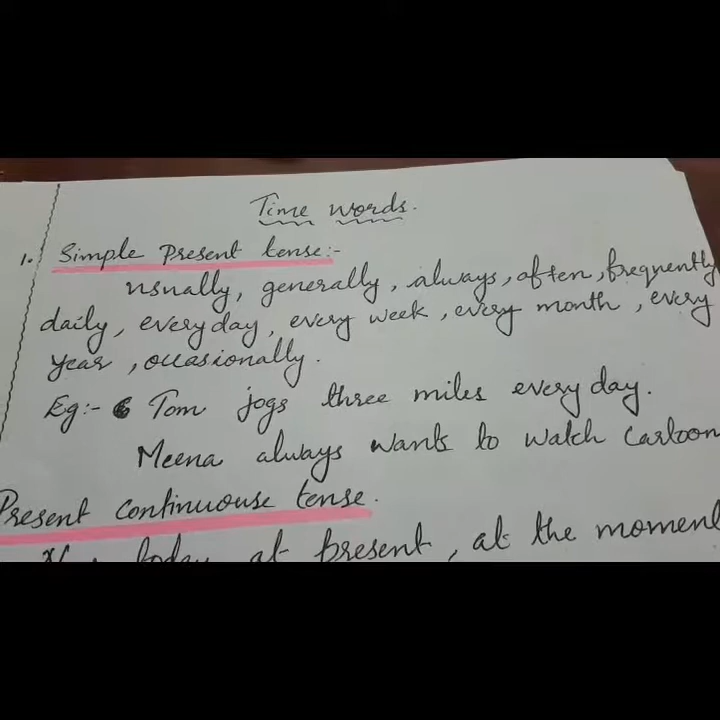 Time words.
1. Simple Present tense:-
usually, generally, always, often, frequently
daily, everyday, every week, every month, every
year, occasionally.
Eg:- Tom jogs three miles everyday.
Meena always wants to watch cartoon
Present continuouse tense.
today at present, at the moment